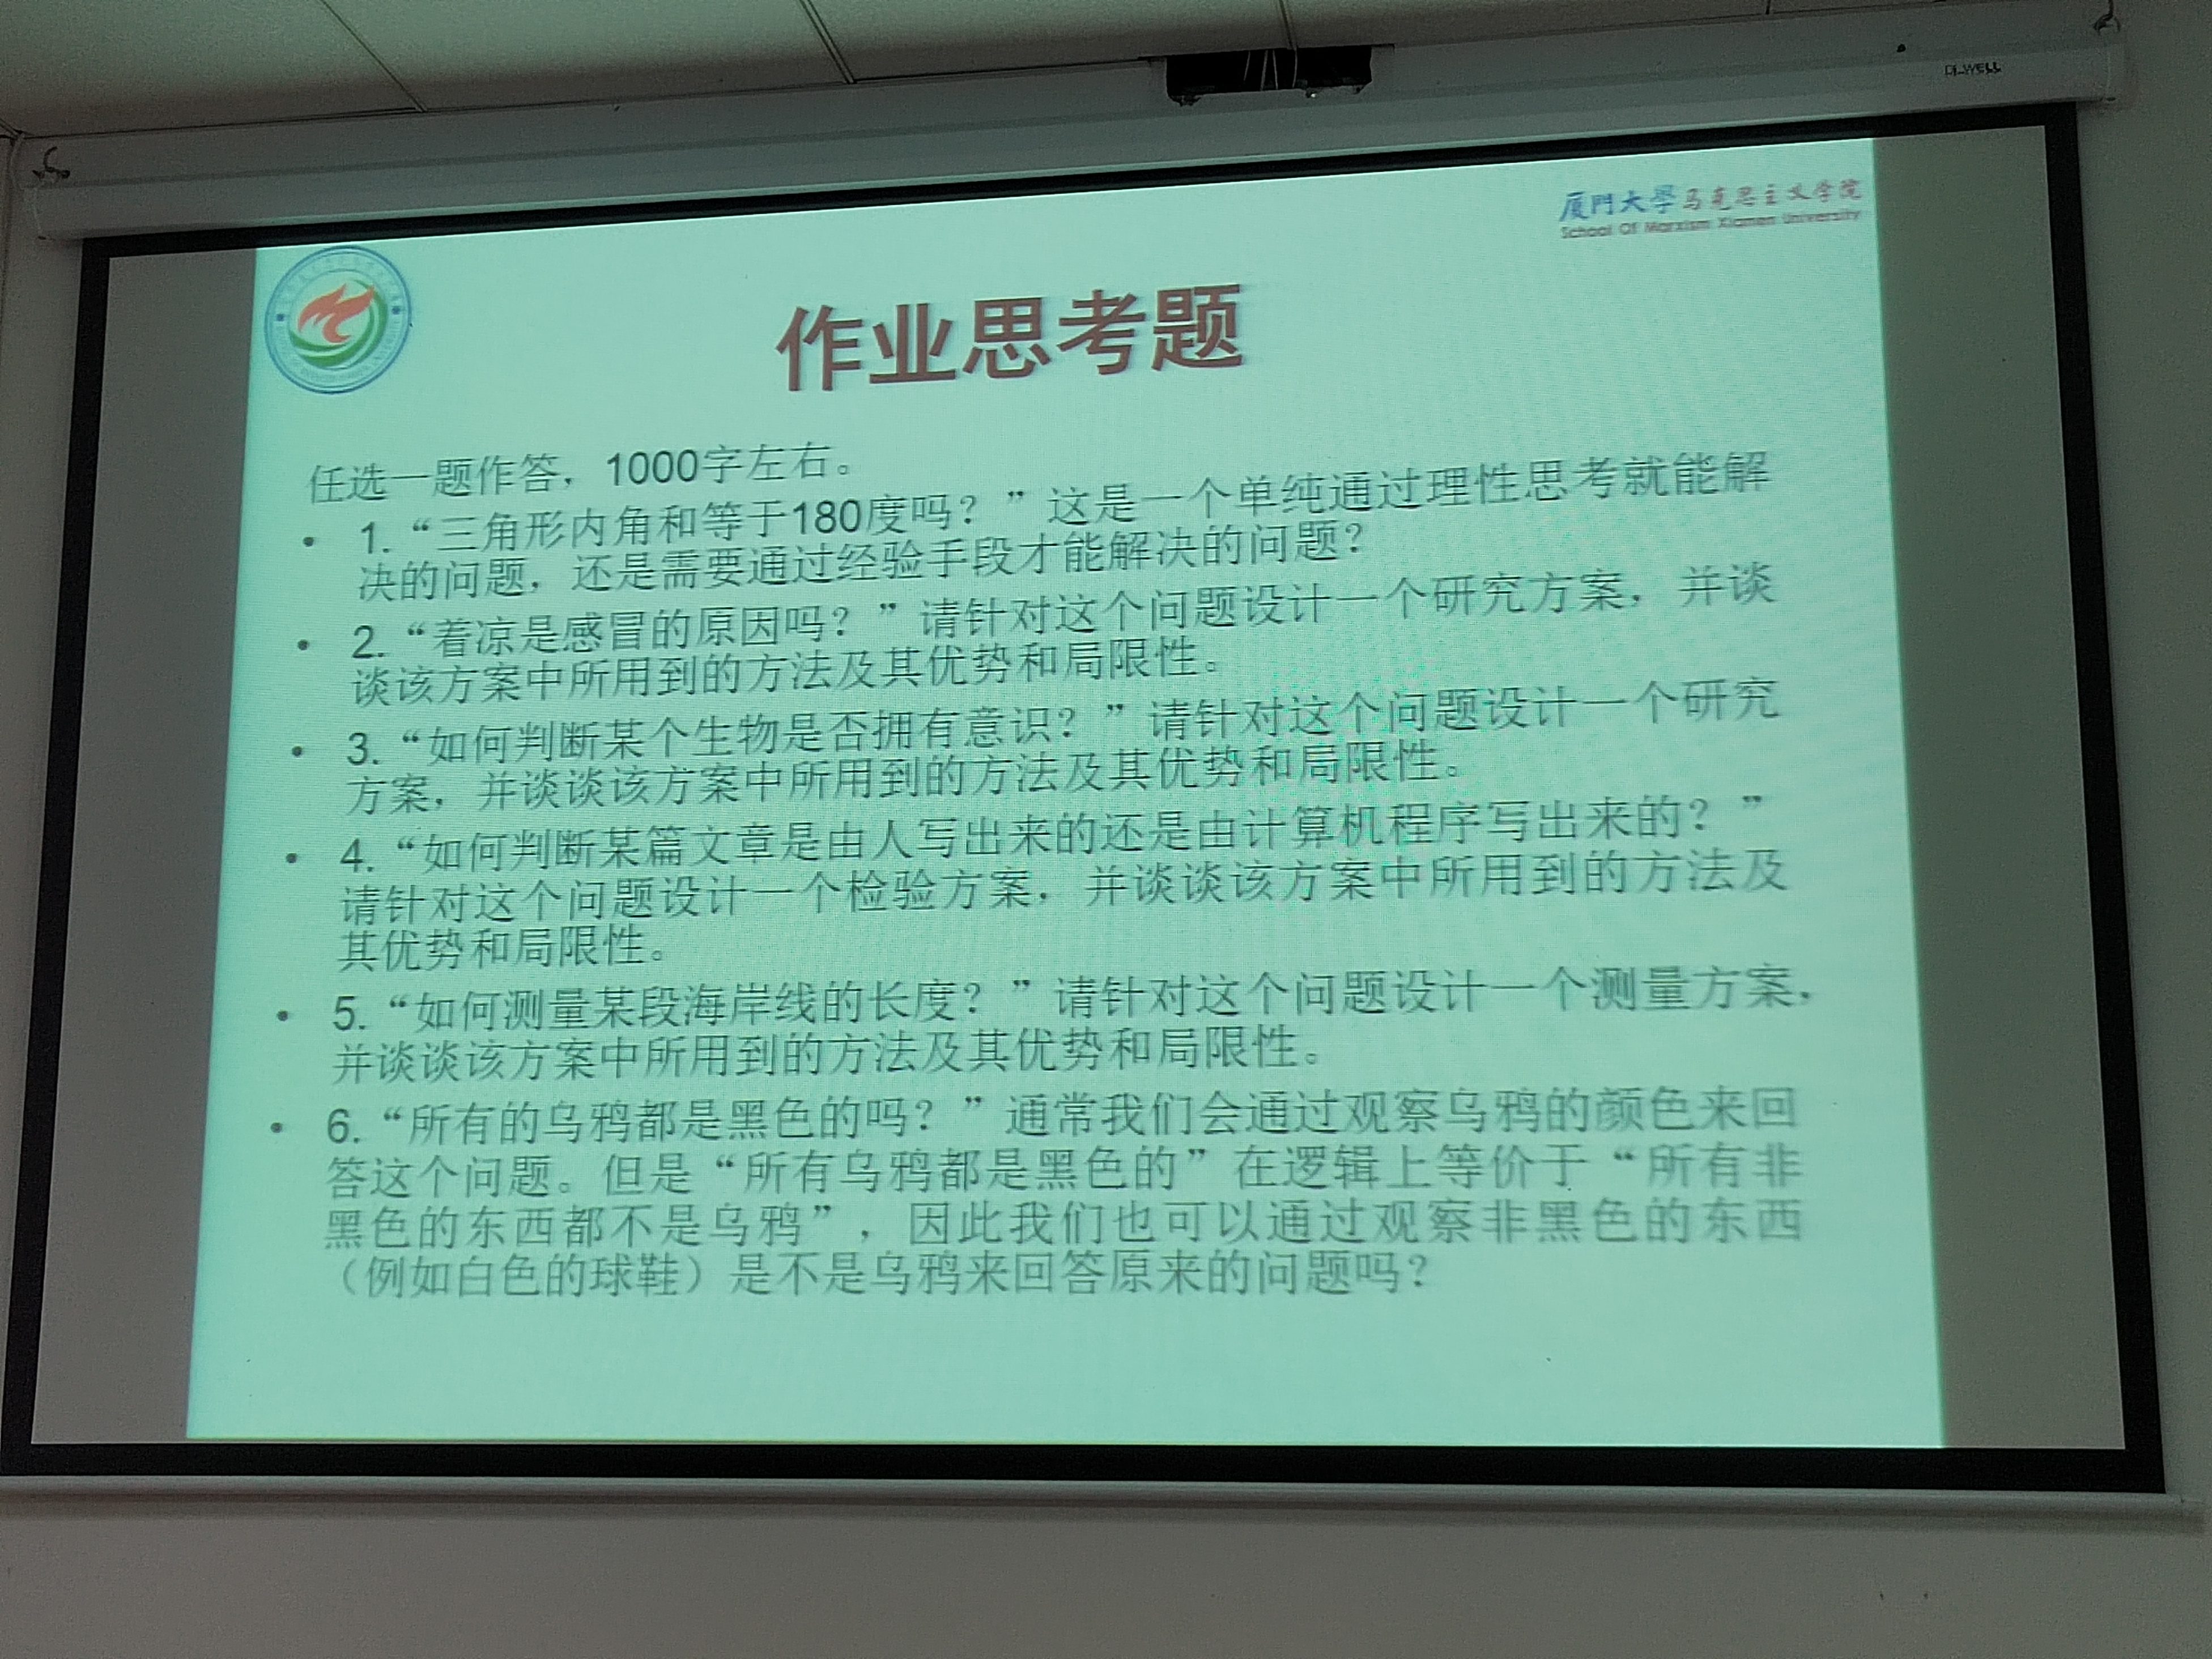 DI_WELL
厦門大學马克思主义学院
School Of Marxism Xiamen University
作业思考题
任选一题作答，1000字左右。
• 1.“三角形内角和等于180度吗？”这是一个单纯通过理性思考就能解
决的问题，还是需要通过经验手段才能解决的问题？
• 2.“着凉是感冒的原因吗？”请针对这个问题设计一个研究方案，并谈
谈该方案中所用到的方法及其优势和局限性。
• 3.“如何判断某个生物是否拥有意识？”请针对这个问题设计一个研究
方案，并谈谈该方案中所用到的方法及其优势和局限性。
• 4.“如何判断某篇文章是由人写出来的还是由计算机程序写出来的？”
请针对这个问题设计一个检验方案，并谈谈该方案中所用到的方法及
其优势和局限性。
• 5.“如何测量某段海岸线的长度？”请针对这个问题设计一个测量方案，
并谈谈该方案中所用到的方法及其优势和局限性。
• 6.“所有的乌鸦都是黑色的吗？”通常我们会通过观察乌鸦的颜色来回
答这个问题。但是“所有乌鸦都是黑色的”在逻辑上等价于“所有非
黑色的东西都不是乌鸦”，因此我们也可以通过观察非黑色的东西
（例如白色的球鞋）是不是乌鸦来回答原来的问题吗？